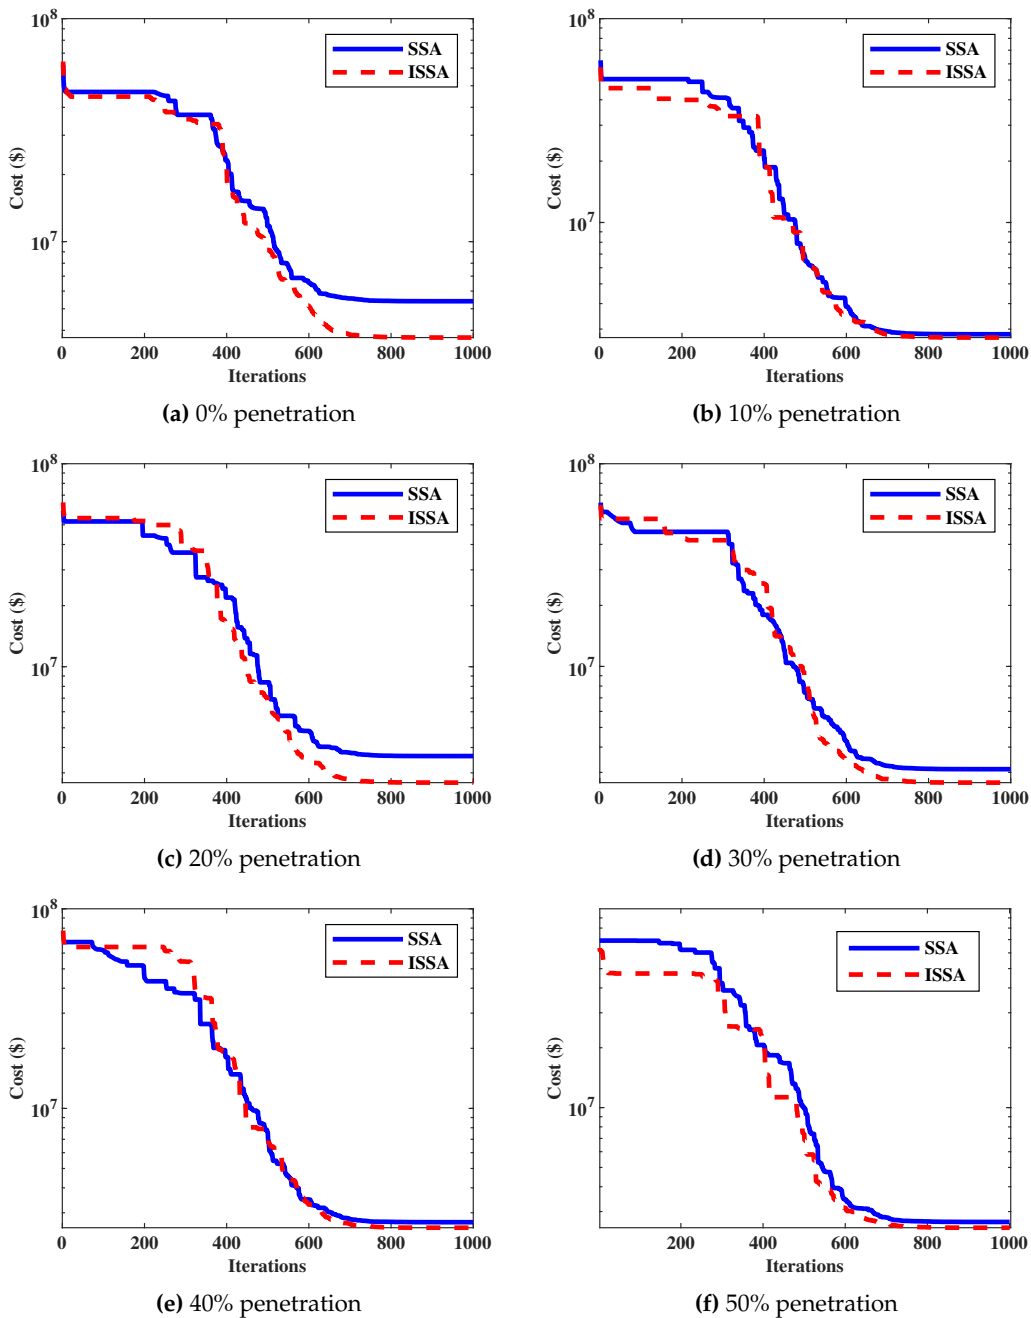 10^8
10^7
Cost ($)
SSA
ISSA
0 200 400 600 800 1000
Iterations
(a) 0% penetration
10^8
10^7
Cost ($)
SSA
ISSA
0 200 400 600 800 1000
Iterations
(b) 10% penetration
10^8
10^7
Cost ($)
SSA
ISSA
0 200 400 600 800 1000
Iterations
(c) 20% penetration
10^8
10^7
Cost ($)
SSA
ISSA
0 200 400 600 800 1000
Iterations
(d) 30% penetration
10^8
10^7
Cost ($)
SSA
ISSA
0 200 400 600 800 1000
Iterations
(e) 40% penetration
10^7
Cost ($)
SSA
ISSA
200 400 600 800 1000
Iterations
(f) 50% penetration